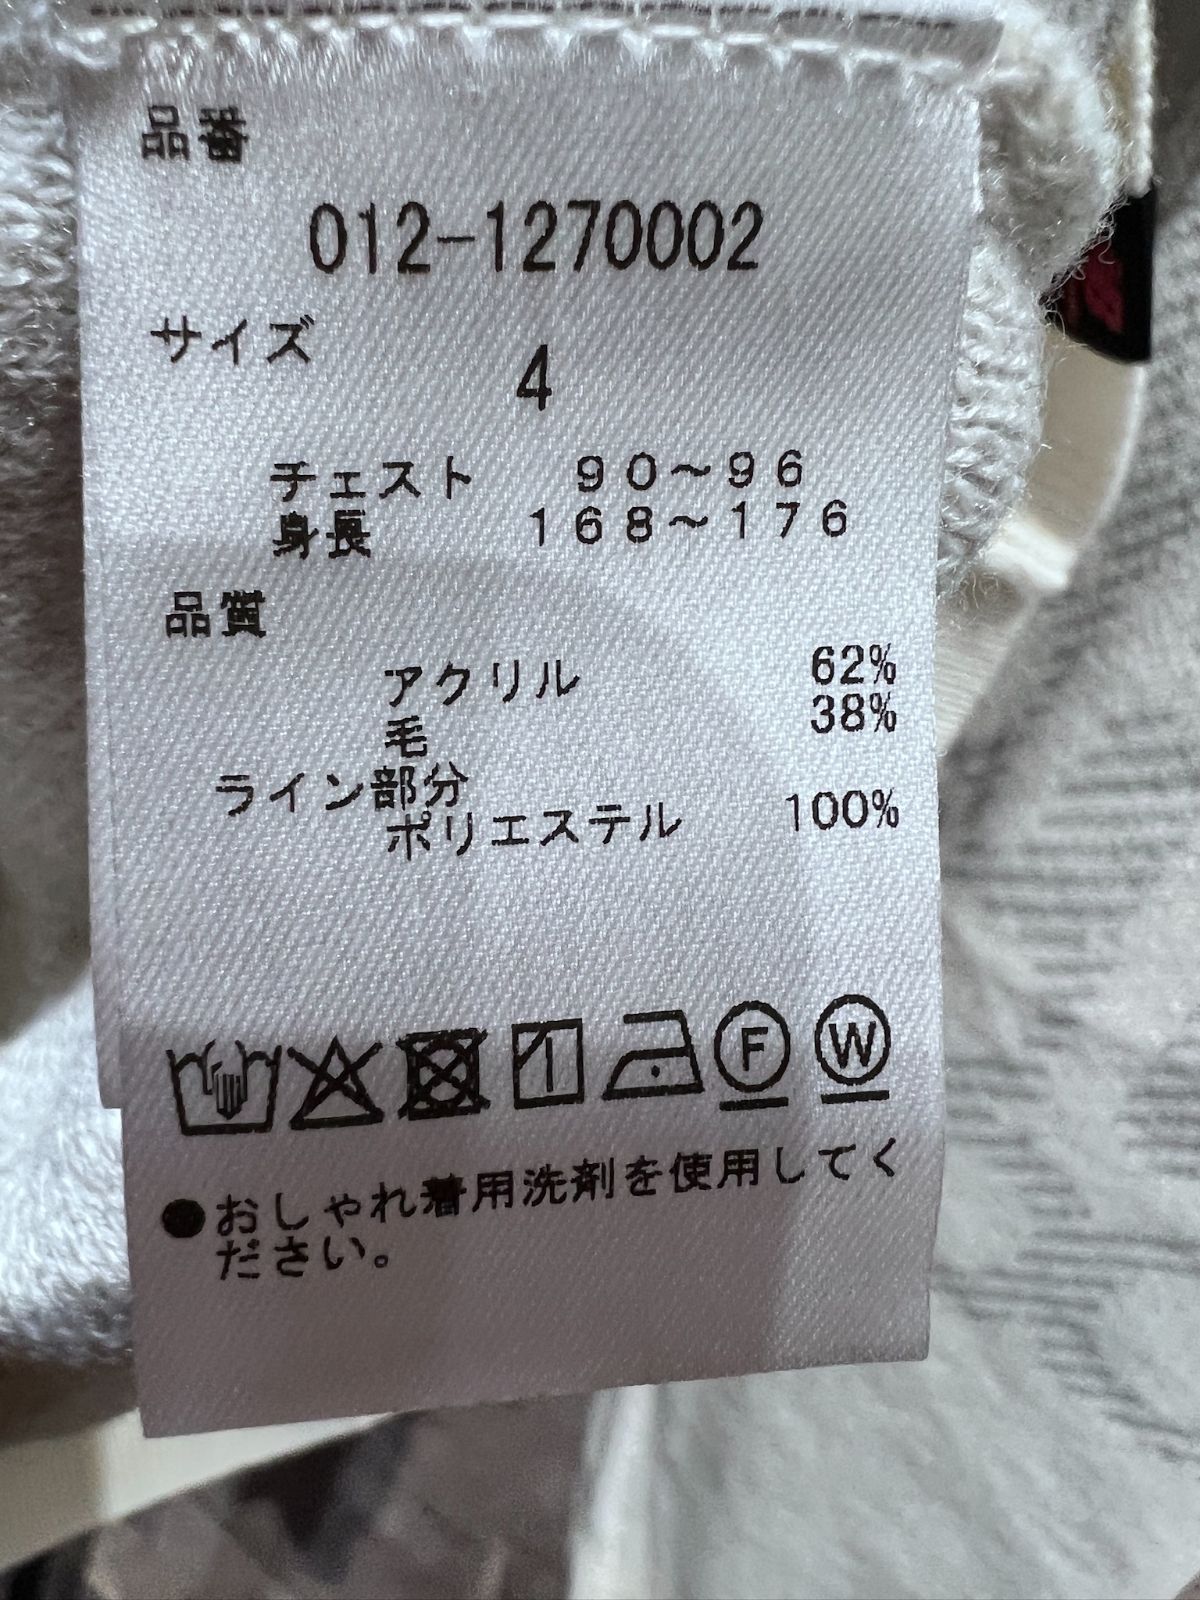 品番
012-1270002
サイズ
4
チェスト 90～96
身長 168～176
品質
アクリル 62%
毛 38%
ライン部分
ポリエステル 100%
F W
●おしゃれ着用洗剤を使用してく
ださい。